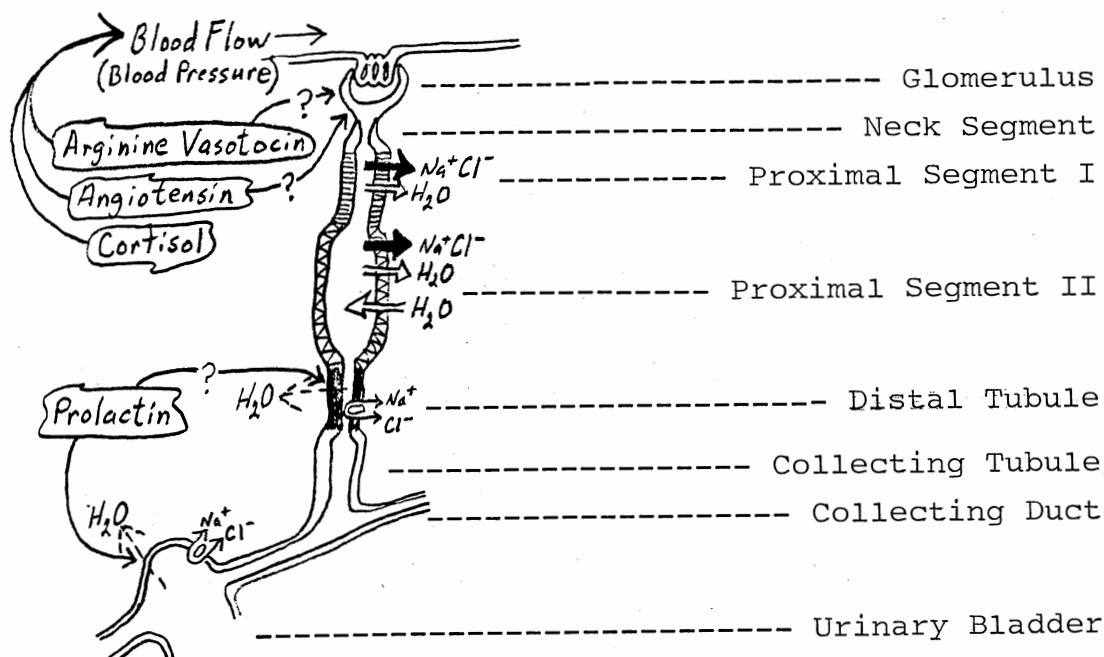 Blood Flow
(Blood Pressure)
Glomerulus
?
Neck Segment
Arginine Vasotocin
Na⁺Cl⁻
H₂O
Proximal Segment I
Angiotensin
?
Cortisol
Na⁺Cl⁻
H₂O
H₂O
Proximal Segment II
?
H₂O
Na⁺
Cl⁻
Distal Tubule
Prolactin
Collecting Tubule
H₂O
Na⁺
Cl⁻
Collecting Duct
Urinary Bladder